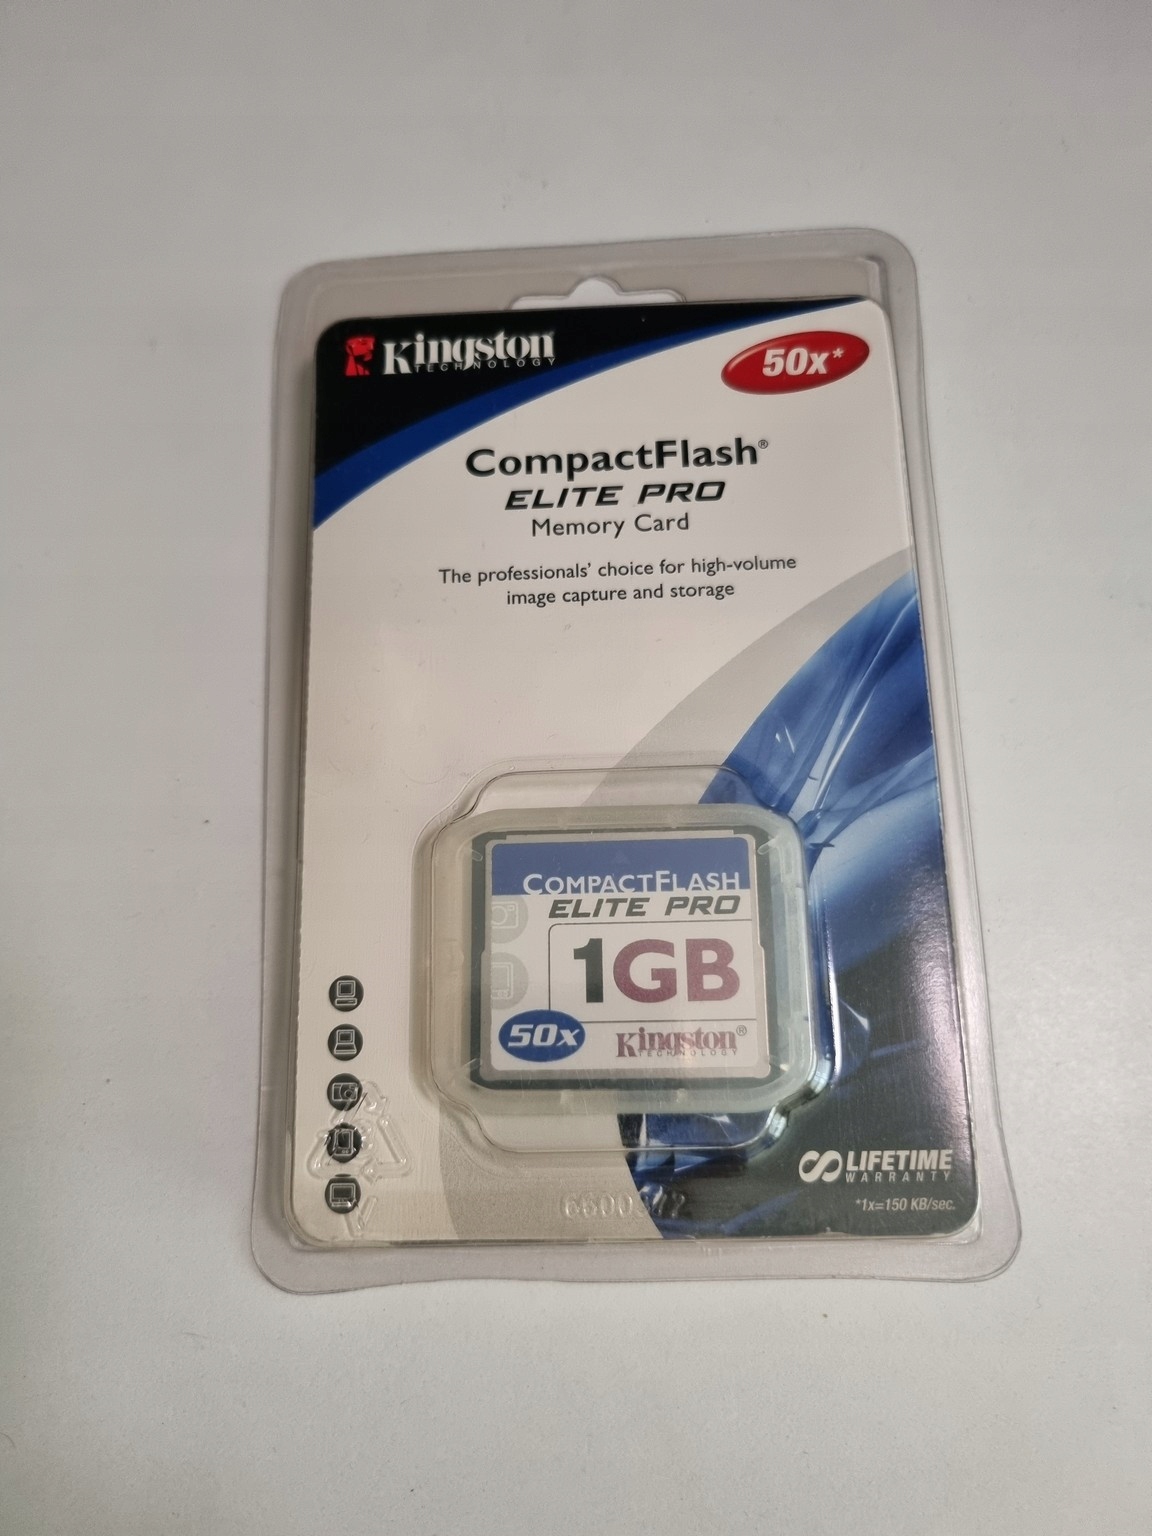 Kingston
TECHNOLOGY
50x*
CompactFlash®
ELITE PRO
Memory Card
The professionals' choice for high-volume
image capture and storage
COMPACTFLASH
ELITE PRO
1GB
50x
Kingston®
TECHNOLOGY
LIFETIME
WARRANTY
*1x=150 KB/sec.